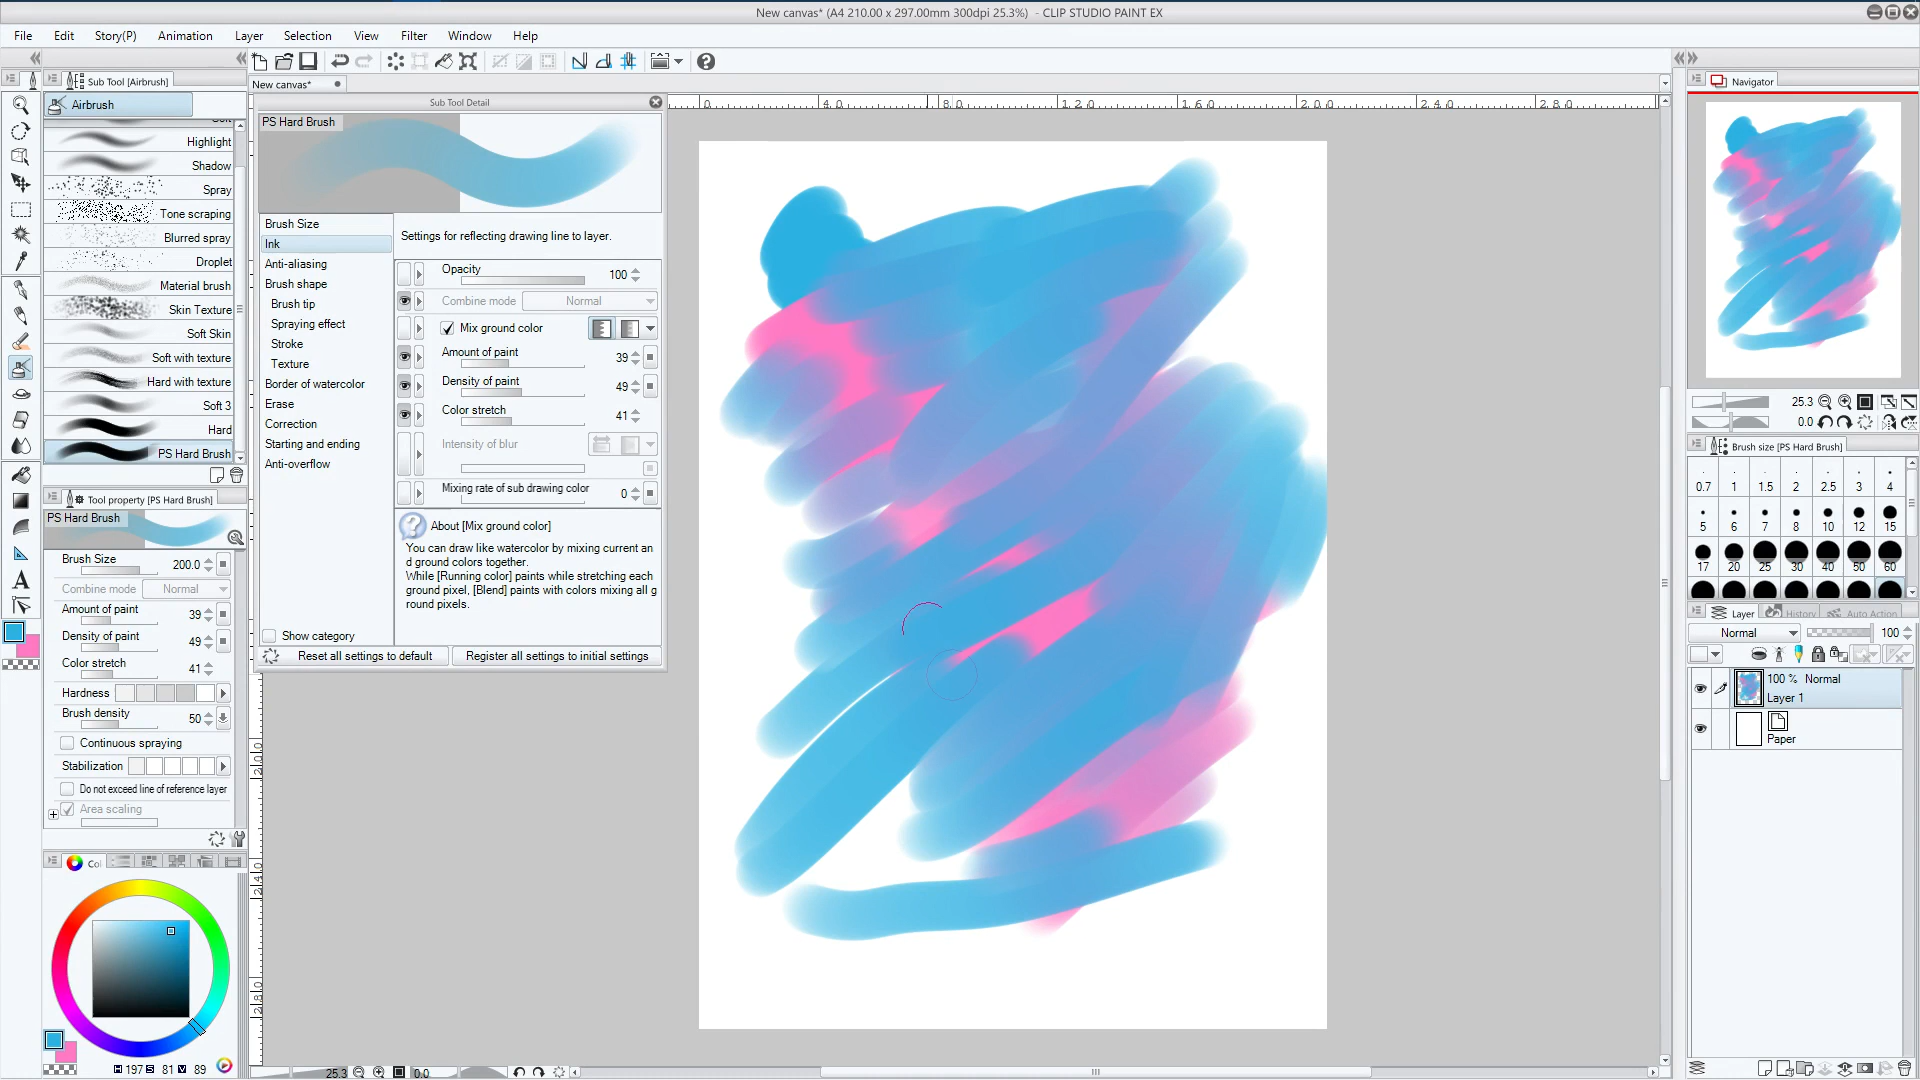 New canvas* (A4 210.00 x 297.00mm 300dpi 25.3%) - CLIP STUDIO PAINT EX
File Edit Story(P) Animation Layer Selection View Filter Window Help
Sub Tool [Airbrush]
Airbrush
Highlight
Shadow
Spray
Tone scraping
Blurred spray
Droplet
Material brush
Skin Texture
Soft Skin
Soft with texture
Hard with texture
Soft 3
Hard
PS Hard Brush
Tool property [PS Hard Brush]
PS Hard Brush
Brush Size 200.0
Combine mode Normal
Amount of paint 39
Density of paint 49
Color stretch 41
Hardness
Brush density 50
Continuous spraying
Stabilization
Do not exceed line of reference layer
Area scaling
Col
H 197 S 81 V 89
New canvas*
Sub Tool Detail
PS Hard Brush
Brush Size
Ink
Anti-aliasing
Brush shape
Brush tip
Spraying effect
Stroke
Texture
Border of watercolor
Erase
Correction
Starting and ending
Anti-overflow
Show category
Settings for reflecting drawing line to layer.
Opacity 100
Combine mode Normal
Mix ground color
Amount of paint 39
Density of paint 49
Color stretch 41
Intensity of blur
Mixing rate of sub drawing color 0
About [Mix ground color]
You can draw like watercolor by mixing current an
d ground colors together.
While [Running color] paints while stretching each
ground pixel, [Blend] paints with colors mixing all g
round pixels.
Reset all settings to default
Register all settings to initial settings
0 40 80 120 160 200 240 280
25.3 0.0
Navigator
25.3
0.0
Brush size [PS Hard Brush]
0.7 1 1.5 2 2.5 3 4
5 6 7 8 10 12 15
17 20 25 30 40 50 60
Layer History Auto Action
Normal 100
100 % Normal
Layer 1
Paper